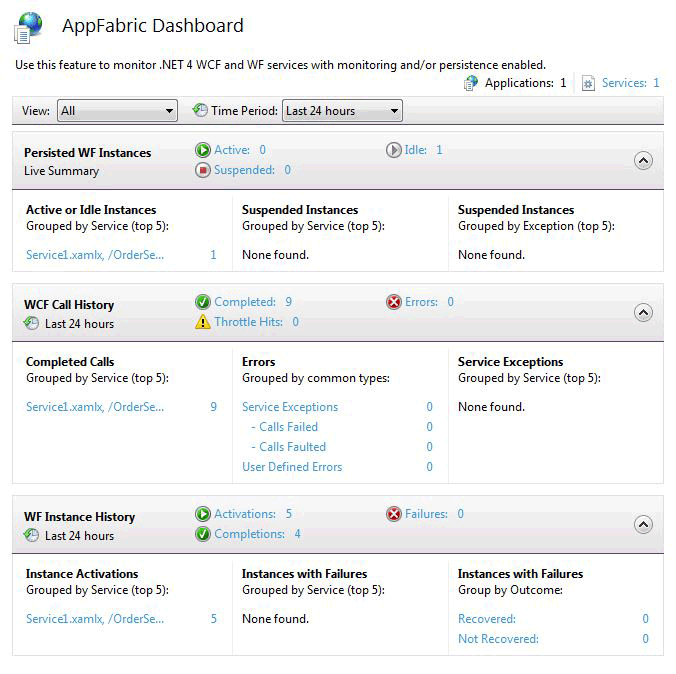 AppFabric Dashboard
Use this feature to monitor .NET 4 WCF and WF services with monitoring and/or persistence enabled.
Applications: 1 Services: 1
View: All Time Period: Last 24 hours
Persisted WF Instances
Live Summary
Active: 0 Idle: 1
Suspended: 0
Active or Idle Instances
Grouped by Service (top 5):
Service1.xamlx, /OrderSe... 1
Suspended Instances
Grouped by Service (top 5):
None found.
Suspended Instances
Grouped by Exception (top 5):
None found.
WCF Call History
Last 24 hours
Completed: 9 Errors: 0
Throttle Hits: 0
Completed Calls
Grouped by Service (top 5):
Service1.xamlx, /OrderSe... 9
Errors
Grouped by common types:
Service Exceptions 0
- Calls Failed 0
- Calls Faulted 0
User Defined Errors 0
Service Exceptions
Grouped by Service (top 5):
None found.
WF Instance History
Last 24 hours
Activations: 5 Failures: 0
Completions: 4
Instance Activations
Grouped by Service (top 5):
Service1.xamlx, /OrderSe... 5
Instances with Failures
Grouped by Service (top 5):
None found.
Instances with Failures
Group by Outcome:
Recovered: 0
Not Recovered: 0